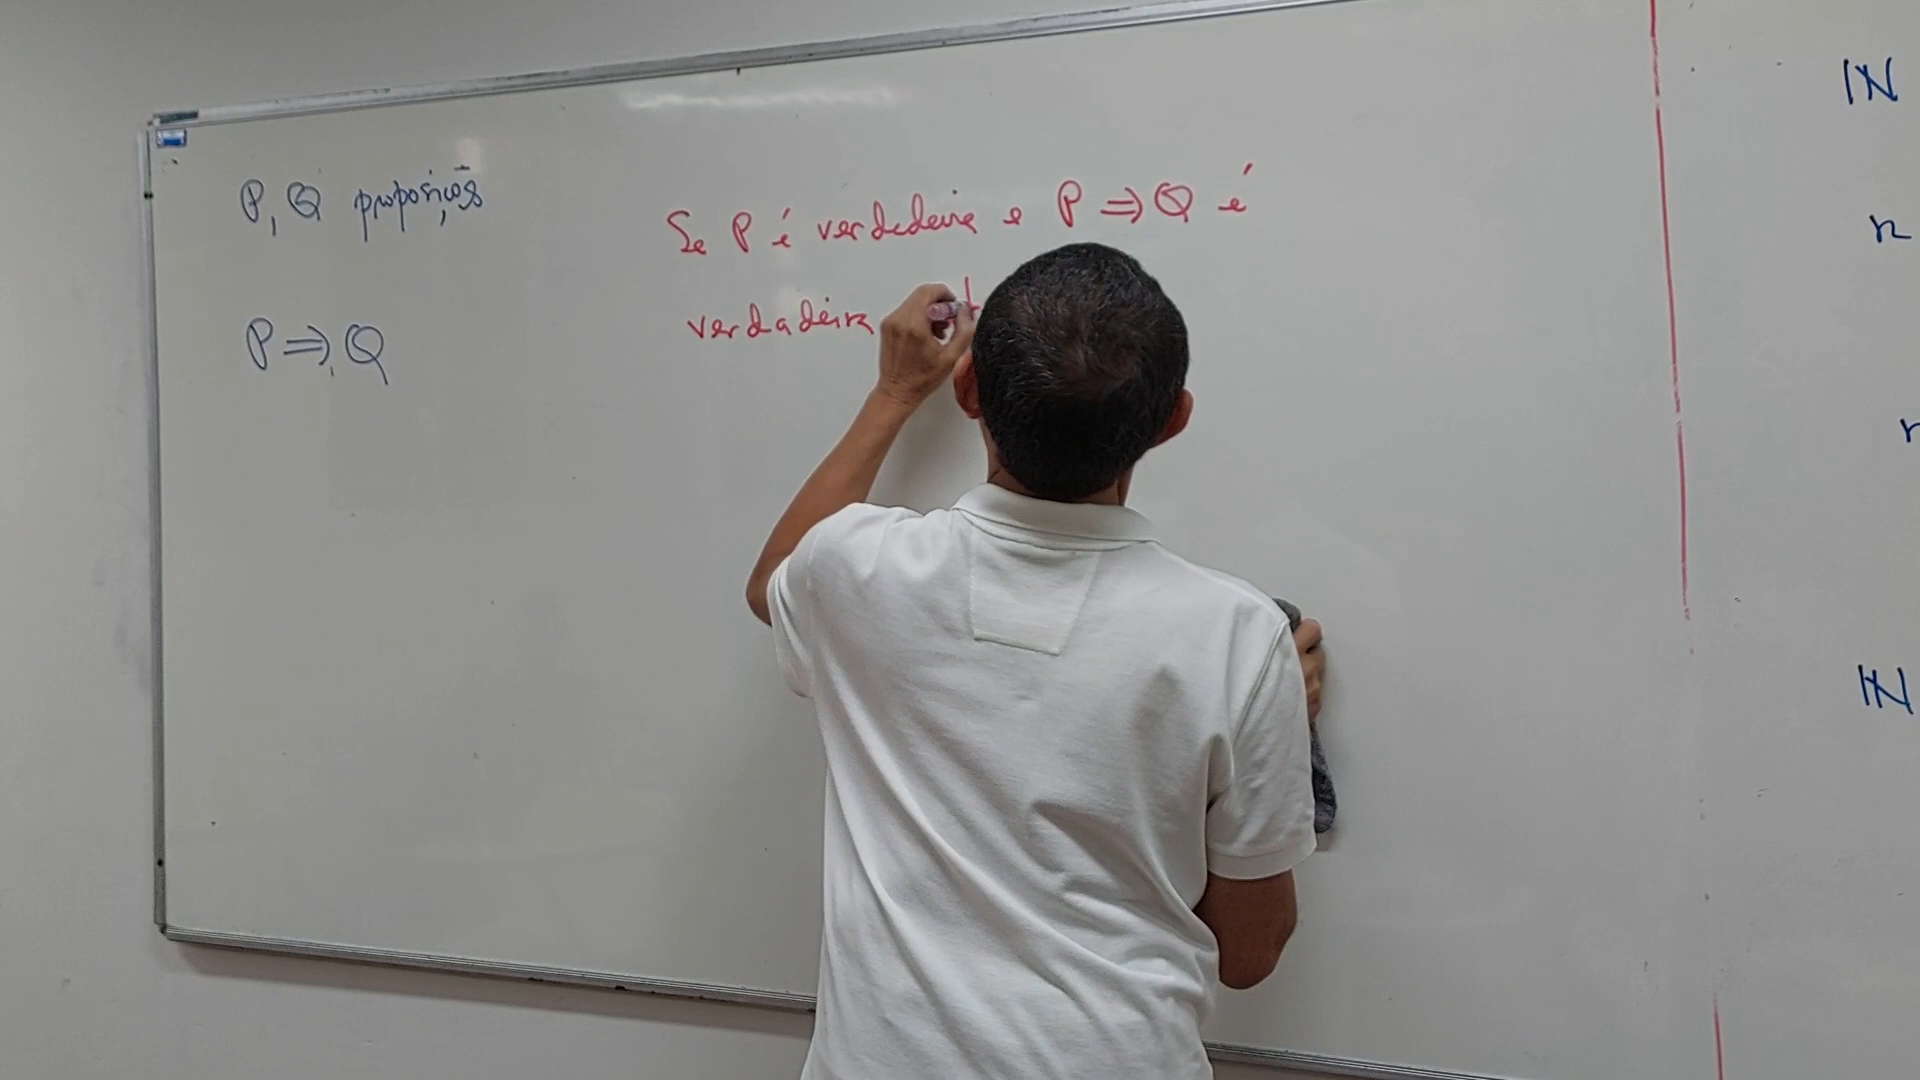 P, Q proposições
P ⇒ Q
Se P é verdadeira e P ⇒ Q é
verdadeira
IN
n
IN